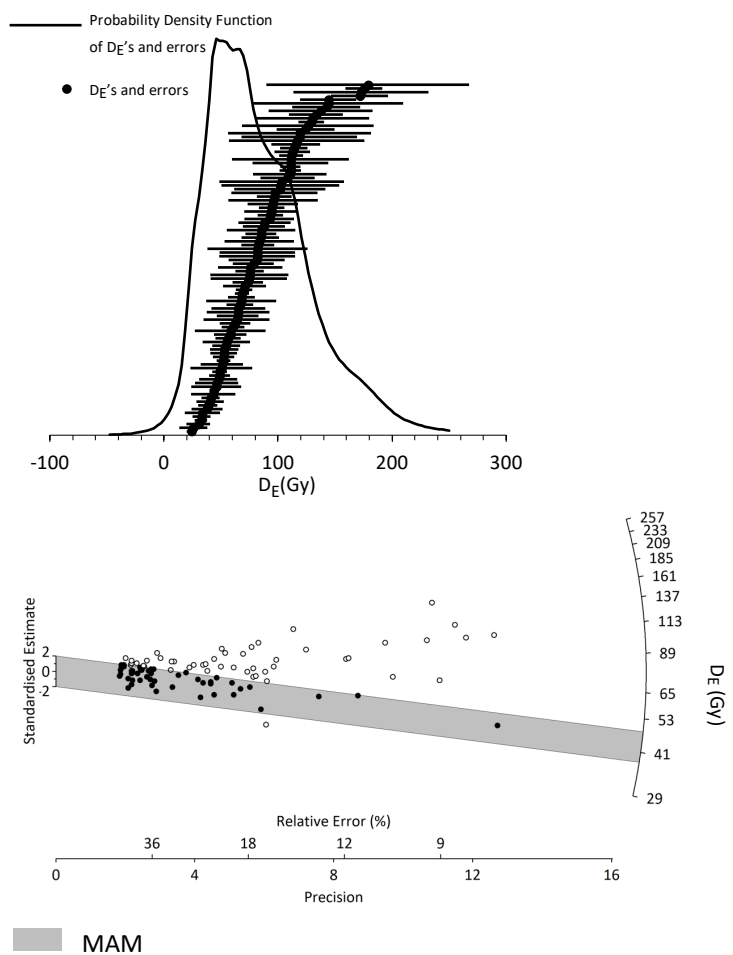 Probability Density Function
of DE's and errors
DE's and errors
-100 0 100 200 300
DE(Gy)
257
233
209
185
161
137
113
89
65
53
41
29
DE (Gy)
Standardised Estimate
2
0
-2
Relative Error (%)
36 18 12 9
0 4 8 12 16
Precision
MAM